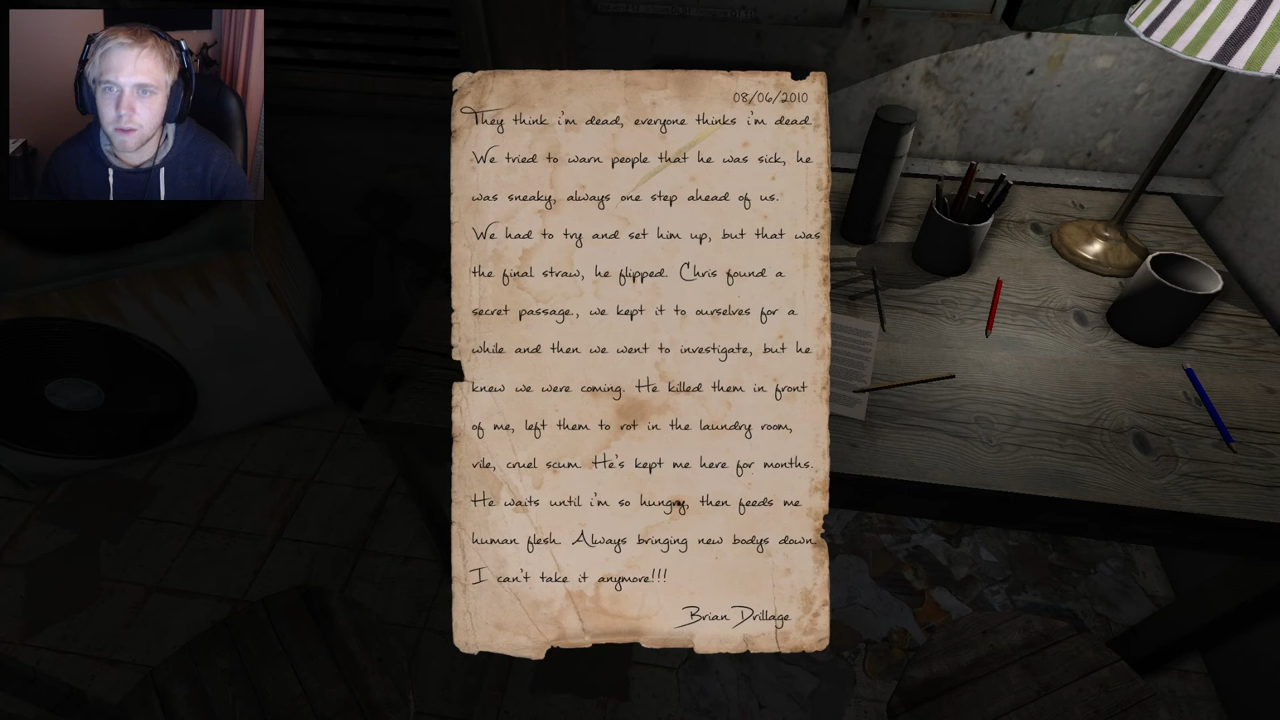 08/06/2010
They think i'm dead, everyone thinks i'm dead.
We tried to warn people that he was sick, he
was sneaky, always one step ahead of us.
We had to try and set him up, but that was
the final straw, he flipped. Chris found a
secret passage, we kept it to ourselves for a
while and then we went to investigate, but he
knew we were coming. He killed them in front
of me, left them to rot in the laundry room,
vile, cruel scum. He's kept me here for months.
He waits until i'm so hungry, then feeds me
human flesh. Always bringing new bodys down.
I can't take it anymore!!!
Brian Drillage